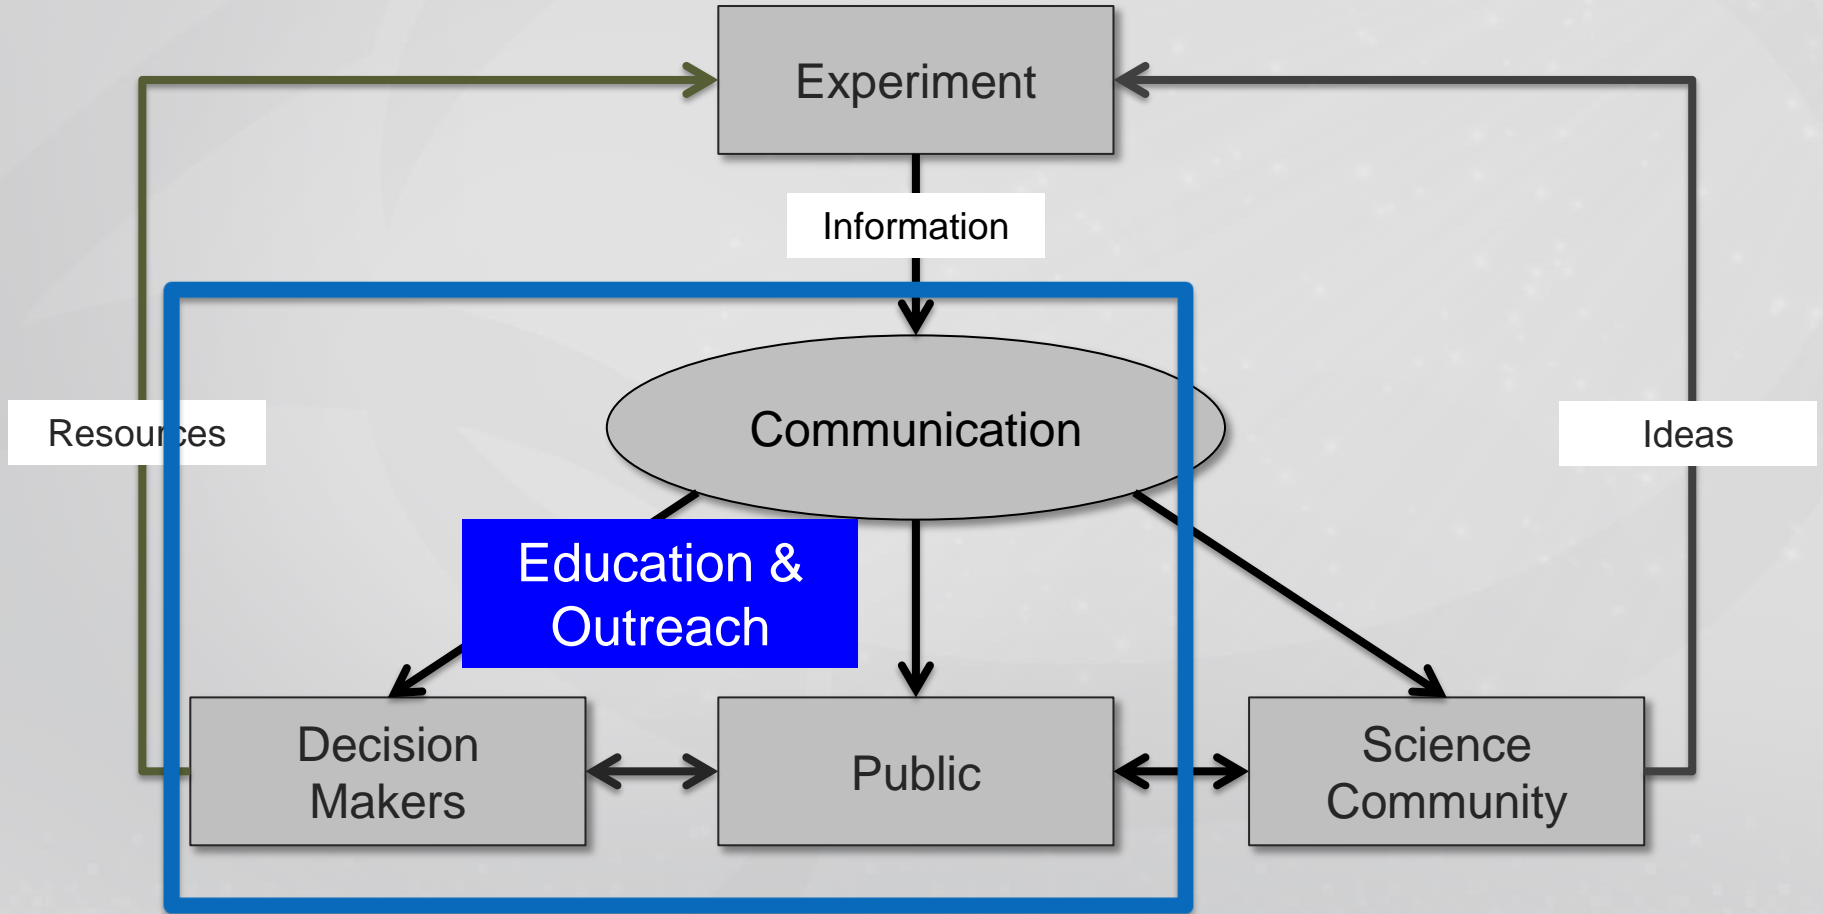 Experiment
Information
Resources
Communication
Ideas
Education &
Outreach
Decision
Makers
Public
Science
Community